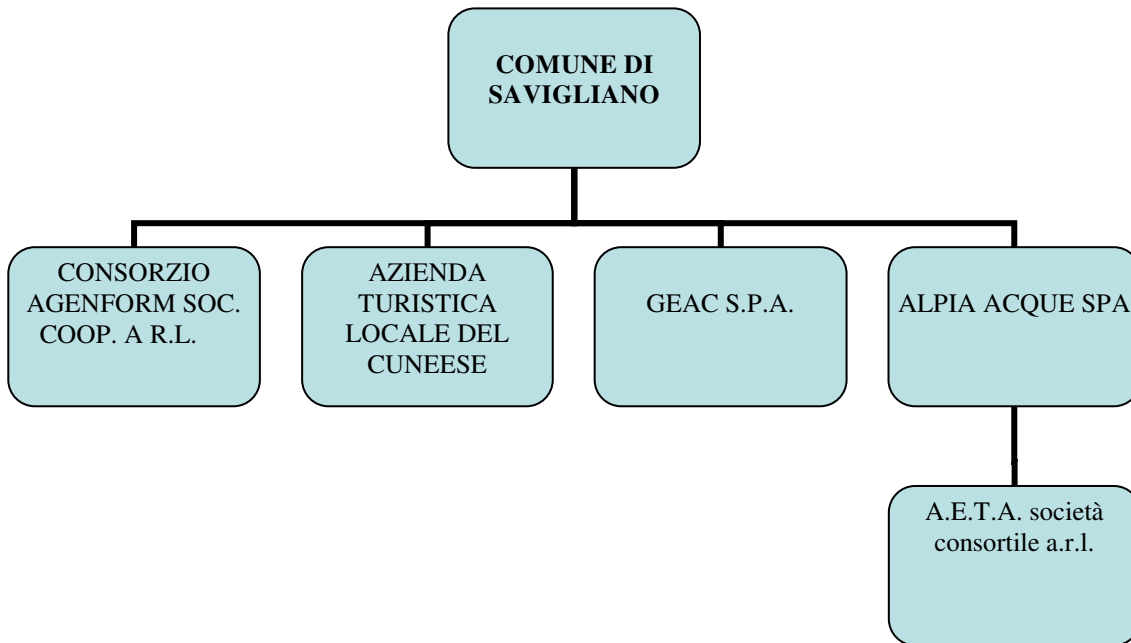 COMUNE DI
SAVIGLIANO
CONSORZIO
AGENFORM SOC.
COOP. A R.L.
AZIENDA
TURISTICA
LOCALE DEL
CUNEESE
GEAC S.P.A.
ALPIA ACQUE SPA
A.E.T.A. società
consortile a.r.l.